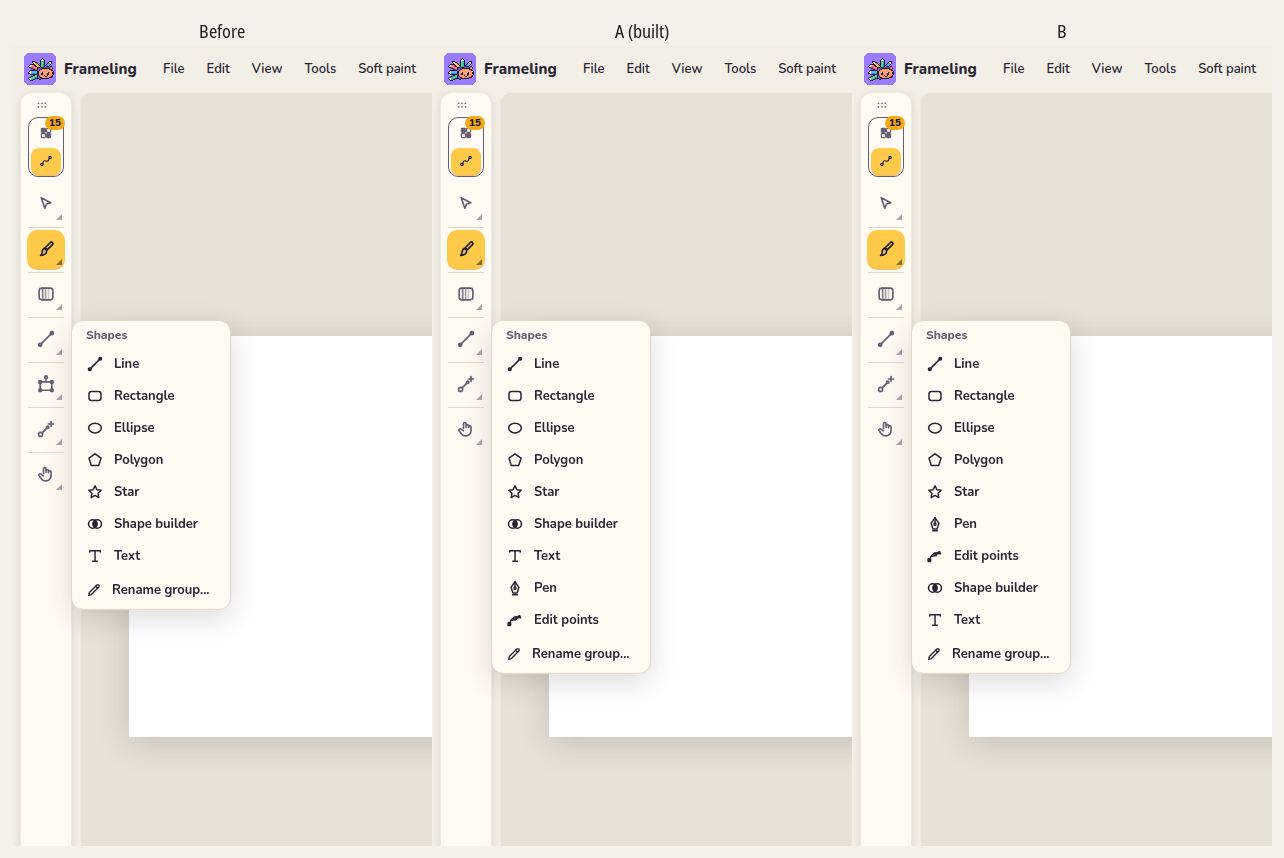 Before
A (built)
B
Frameling File Edit View Tools Soft paint
Frameling File Edit View Tools Soft paint
Frameling File Edit View Tools Soft paint
15
15
15
Shapes
Line
Rectangle
Ellipse
Polygon
Star
Shape builder
Text
Rename group...
Shapes
Line
Rectangle
Ellipse
Polygon
Star
Shape builder
Text
Pen
Edit points
Rename group...
Shapes
Line
Rectangle
Ellipse
Polygon
Star
Pen
Edit points
Shape builder
Text
Rename group...